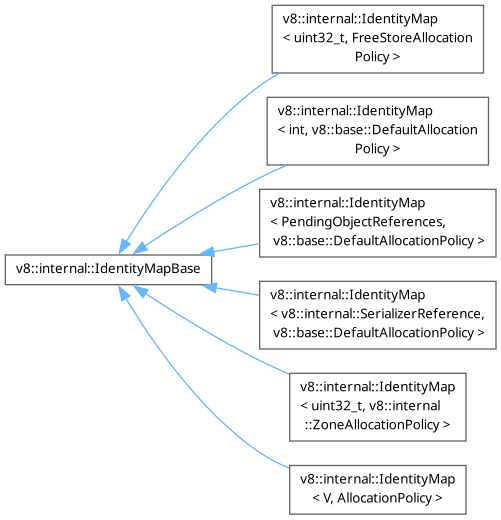 v8::internal::IdentityMap
< uint32_t, FreeStoreAllocation
Policy >
v8::internal::IdentityMap
< int, v8::base::DefaultAllocation
Policy >
v8::internal::IdentityMap
< PendingObjectReferences,
v8::base::DefaultAllocationPolicy >
v8::internal::IdentityMapBase
v8::internal::IdentityMap
< v8::internal::SerializerReference,
v8::base::DefaultAllocationPolicy >
v8::internal::IdentityMap
< uint32_t, v8::internal
::ZoneAllocationPolicy >
v8::internal::IdentityMap
< V, AllocationPolicy >